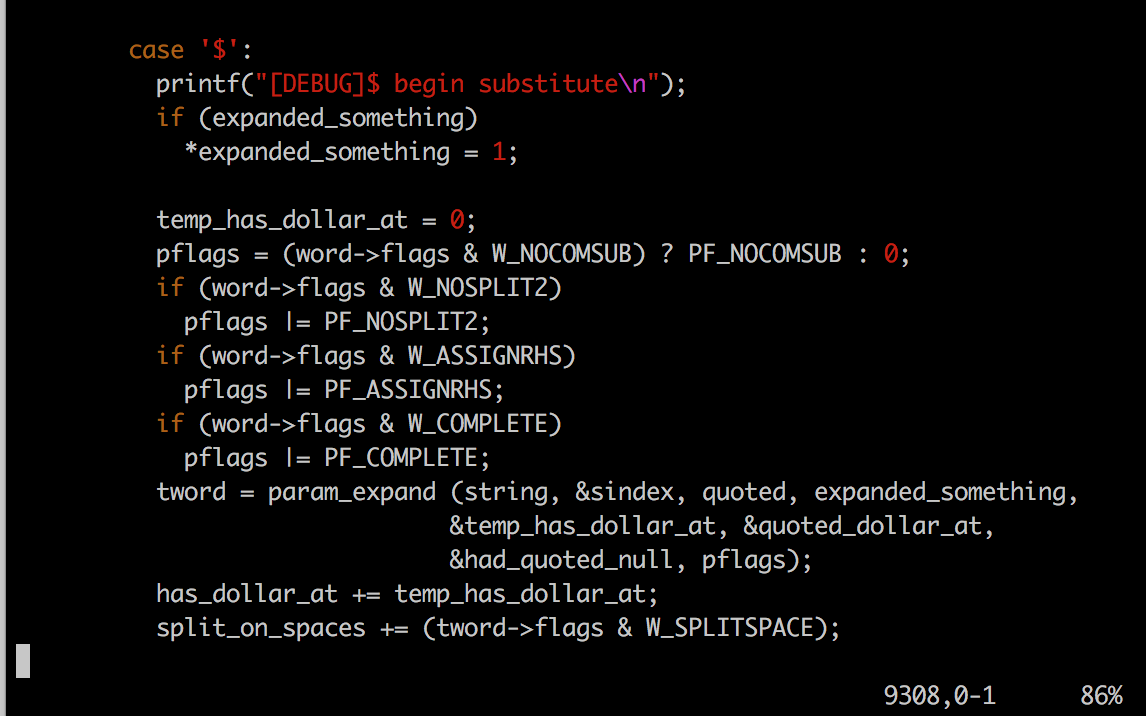 case '$':
printf("[DEBUG]$ begin substitute\n");
if (expanded_something)
*expanded_something = 1;
temp_has_dollar_at = 0;
pflags = (word->flags & W_NOCOMSUB) ? PF_NOCOMSUB : 0;
if (word->flags & W_NOSPLIT2)
pflags |= PF_NOSPLIT2;
if (word->flags & W_ASSIGNRHS)
pflags |= PF_ASSIGNRHS;
if (word->flags & W_COMPLETE)
pflags |= PF_COMPLETE;
tword = param_expand (string, &sindex, quoted, expanded_something,
&temp_has_dollar_at, &quoted_dollar_at,
&had_quoted_null, pflags);
has_dollar_at += temp_has_dollar_at;
split_on_spaces += (tword->flags & W_SPLITSPACE);
9308,0-1 86%